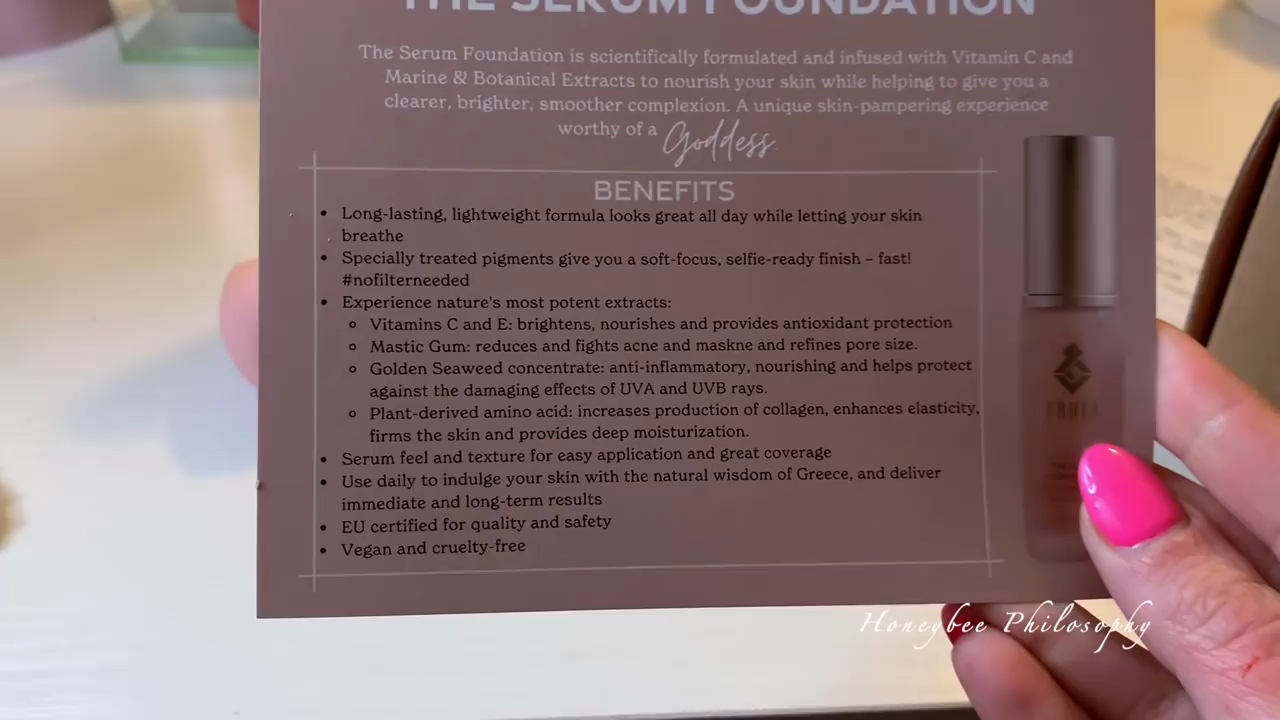 THE SERUM FOUNDATION
The Serum Foundation is scientifically formulated and infused with Vitamin C and
Marine & Botanical Extracts to nourish your skin while helping to give you a
clearer, brighter, smoother complexion. A unique skin-pampering experience
worthy of a Goddess.
BENEFITS
• Long-lasting, lightweight formula looks great all day while letting your skin
breathe
• Specially treated pigments give you a soft-focus, selfie-ready finish – fast!
#nofilterneeded
• Experience nature's most potent extracts:
◦ Vitamins C and E: brightens, nourishes and provides antioxidant protection
◦ Mastic Gum: reduces and fights acne and maskne and refines pore size.
◦ Golden Seaweed concentrate: anti-inflammatory, nourishing and helps protect
against the damaging effects of UVA and UVB rays.
◦ Plant-derived amino acid: increases production of collagen, enhances elasticity,
firms the skin and provides deep moisturization.
• Serum feel and texture for easy application and great coverage
• Use daily to indulge your skin with the natural wisdom of Greece, and deliver
immediate and long-term results
• EU certified for quality and safety
• Vegan and cruelty-free
Honeybee Philosophy